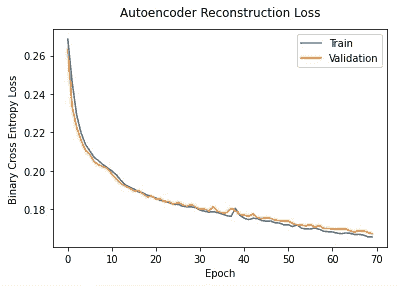 Autoencoder Reconstruction Loss
Train
Validation
Binary Cross Entropy Loss
0.26
0.24
0.22
0.20
0.18
0 10 20 30 40 50 60 70
Epoch